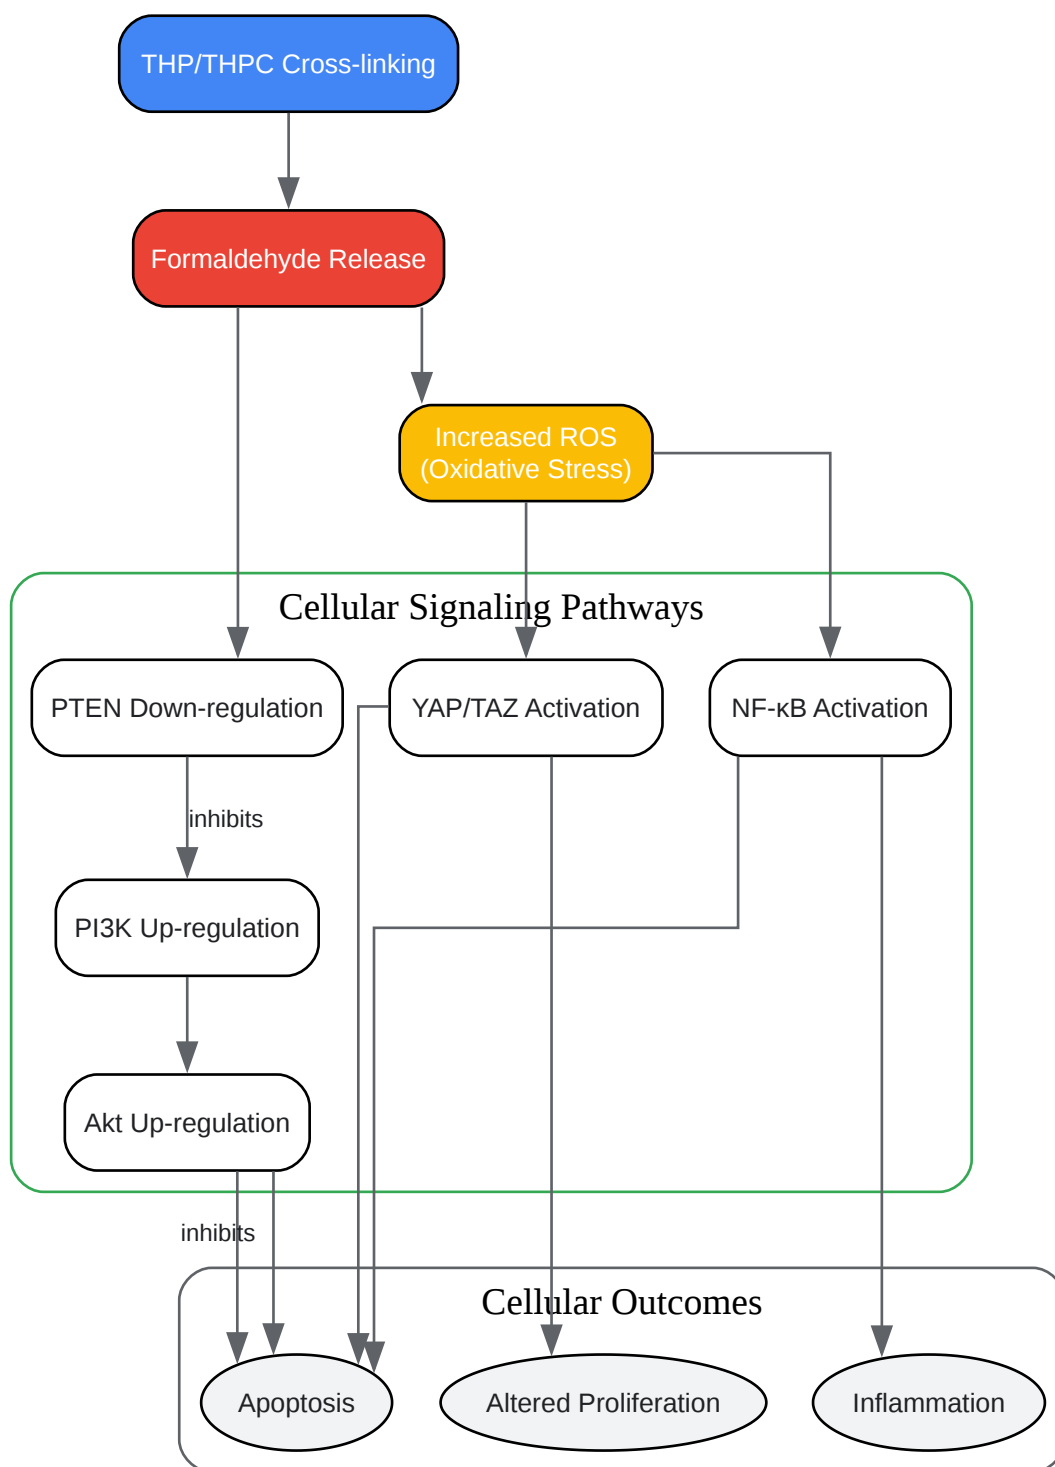 THP/THPC Cross-linking
Formaldehyde Release
Increased ROS
(Oxidative Stress)
Cellular Signaling Pathways
PTEN Down-regulation
YAP/TAZ Activation
NF-κB Activation
inhibits
PI3K Up-regulation
Akt Up-regulation
inhibits
Cellular Outcomes
Apoptosis
Altered Proliferation
Inflammation